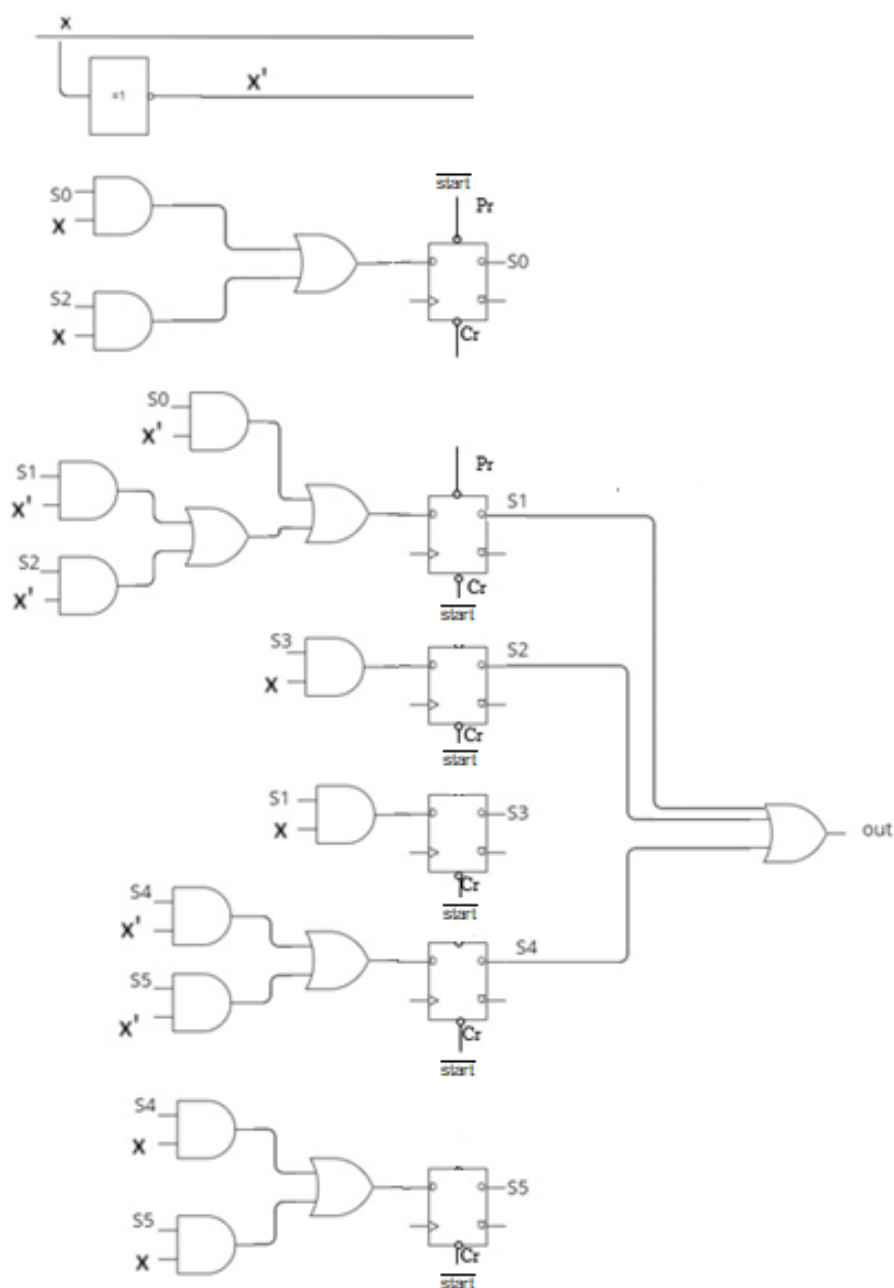 x
=1
X'
start
Pr
S0
X
S0
S2
X
Cr
S0
X'
Pr
S1
X'
S1
S2
X'
Cr
start
S3
X
S2
Cr
start
S1
X
S3
out
Cr
start
S4
X'
S4
S5
X'
Cr
start
S4
X
S5
S5
X
Cr
start